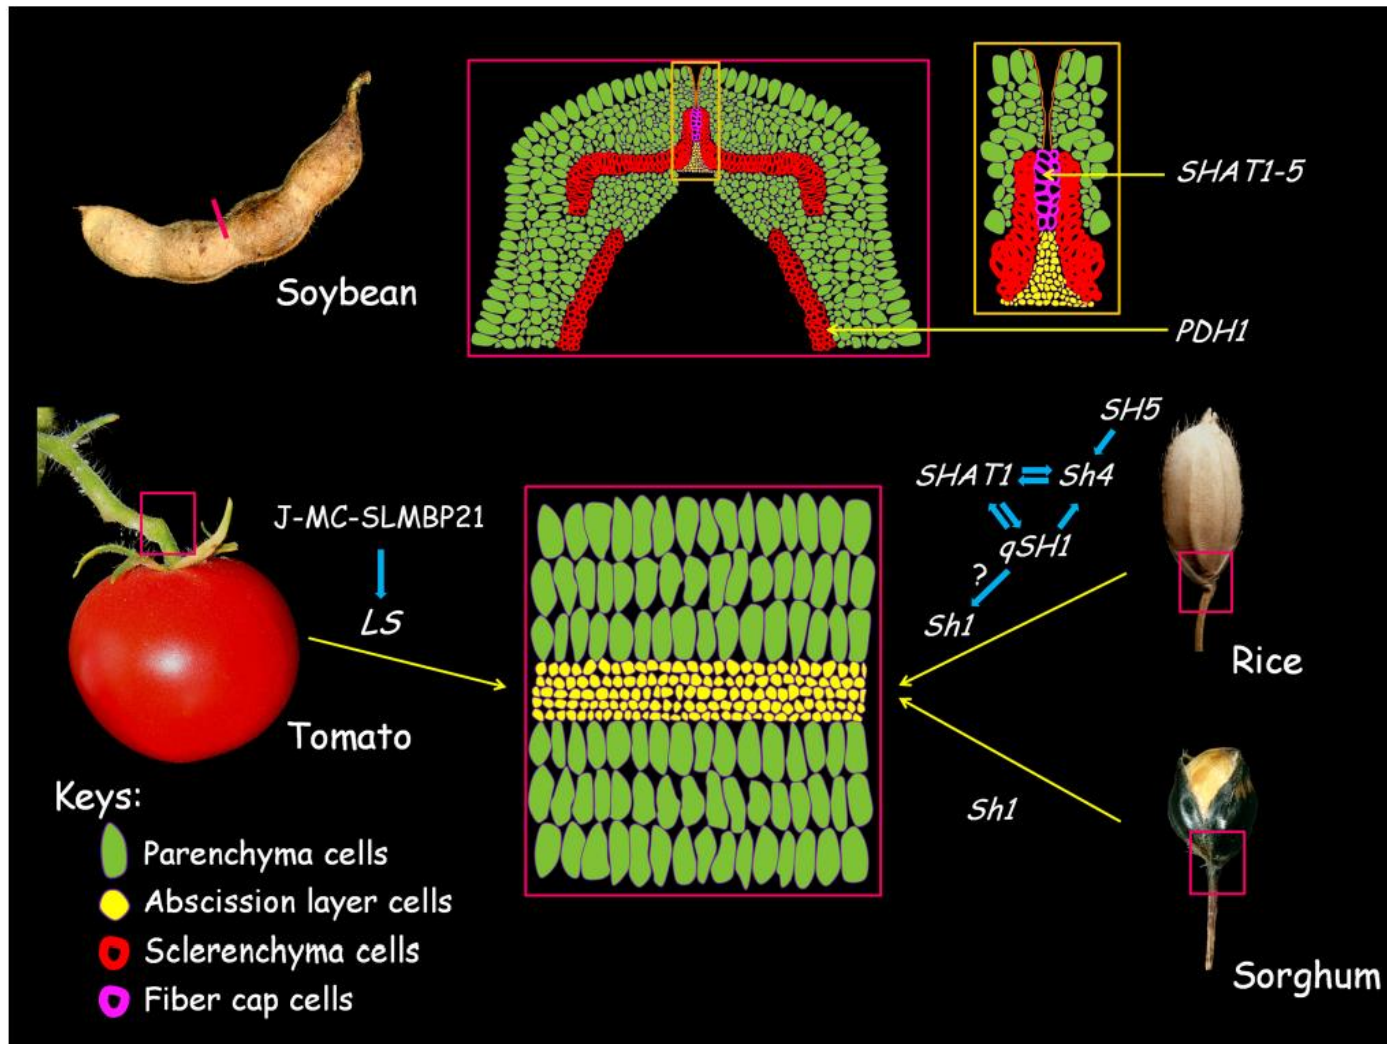 Soybean
SHAT1-5
PDH1
J-MC-SLMBP21
LS
Tomato
SH5
SHAT1
Sh4
qSH1
?
Sh1
Rice
Sh1
Sorghum
Keys:
Parenchyma cells
Abscission layer cells
Sclerenchyma cells
Fiber cap cells